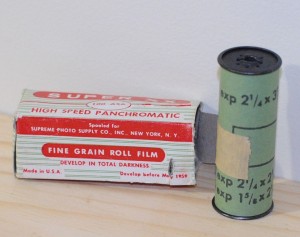 HIGH SPEED PANCHROMATIC
Spooled for
SUPREME PHOTO SUPPLY CO., INC., NEW YORK, N. Y.
FINE GRAIN ROLL FILM
DEVELOP IN TOTAL DARKNESS
Made in U.S.A. Develop before May 1959
exp 2¼ x 3
exp 2¼ x 2
exp 1⅝ x 2